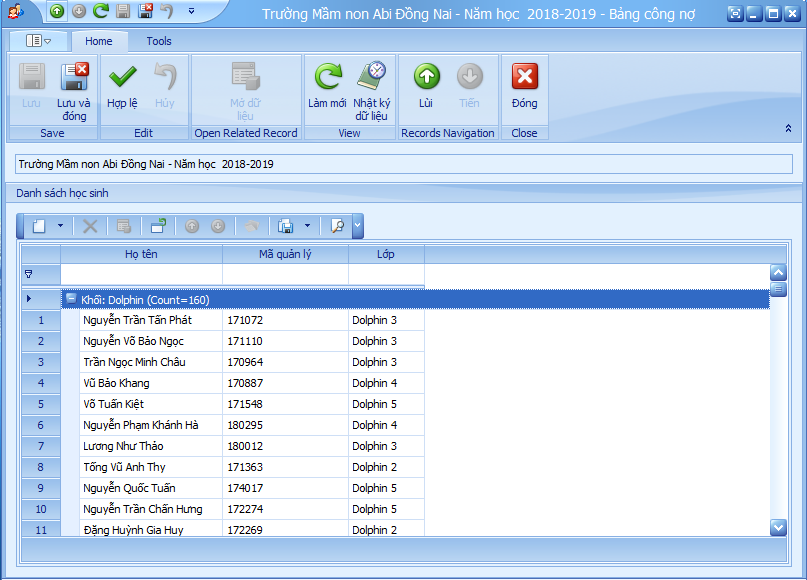 Trường Mầm non Abi Đồng Nai - Năm học 2018-2019 - Bảng công nợ
Home Tools
Lưu Lưu và đóng Hợp lệ Hủy Mở dữ liệu Làm mới Nhật ký dữ liệu Lùi Tiến Đóng
Save Edit Open Related Record View Records Navigation Close
Trường Mầm non Abi Đồng Nai - Năm học 2018-2019
Danh sách học sinh
Họ tên Mã quản lý Lớp
Khối: Dolphin (Count=160)
1 Nguyễn Trần Tấn Phát 171072 Dolphin 3
2 Nguyễn Võ Bảo Ngọc 171110 Dolphin 3
3 Trần Ngọc Minh Châu 170964 Dolphin 3
4 Vũ Bảo Khang 170887 Dolphin 4
5 Võ Tuấn Kiệt 171548 Dolphin 5
6 Nguyễn Phạm Khánh Hà 180295 Dolphin 4
7 Lương Như Thảo 180012 Dolphin 3
8 Tống Vũ Anh Thy 171363 Dolphin 2
9 Nguyễn Quốc Tuấn 174017 Dolphin 5
10 Nguyễn Trần Chấn Hưng 172274 Dolphin 5
11 Đặng Huỳnh Gia Huy 172269 Dolphin 2